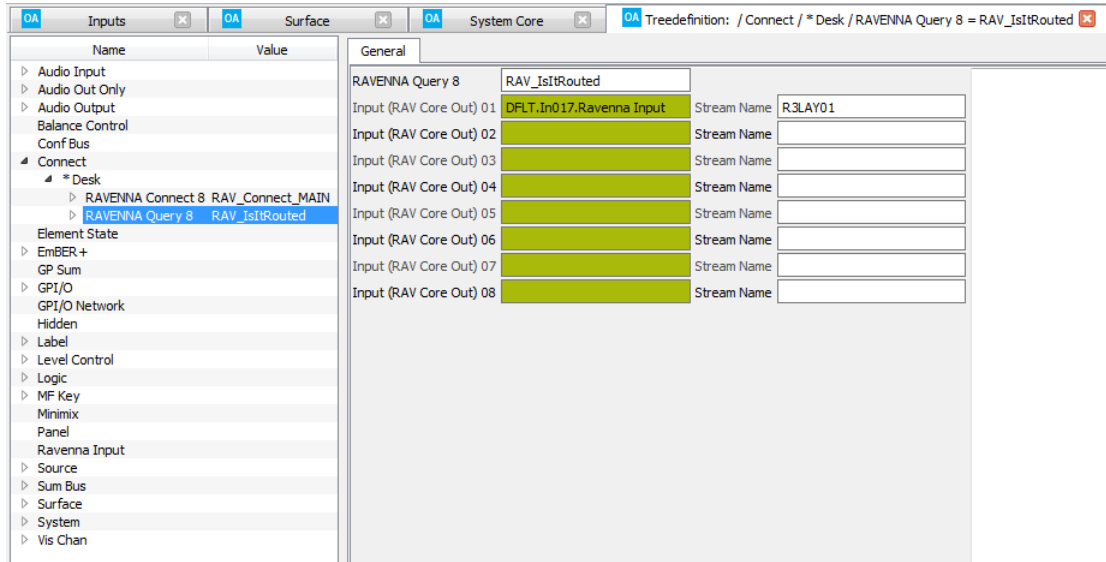 OA Inputs OA Surface OA System Core OA Treedefinition: / Connect / * Desk / RAVENNA Query 8 = RAV_IsItRouted
Name Value General
Audio Input
Audio Out Only
Audio Output
Balance Control
Conf Bus
Connect
* Desk
RAVENNA Connect 8 RAV_Connect_MAIN
RAVENNA Query 8 RAV_IsItRouted
Element State
EmBER+
GP Sum
GPI/O
GPI/O Network
Hidden
Label
Level Control
Logic
MF Key
Minimix
Panel
Ravenna Input
Source
Sum Bus
Surface
System
Vis Chan
RAVENNA Query 8 RAV_IsItRouted
Input (RAV Core Out) 01 DFLT.In017.Ravenna Input Stream Name R3LAY01
Input (RAV Core Out) 02 Stream Name
Input (RAV Core Out) 03 Stream Name
Input (RAV Core Out) 04 Stream Name
Input (RAV Core Out) 05 Stream Name
Input (RAV Core Out) 06 Stream Name
Input (RAV Core Out) 07 Stream Name
Input (RAV Core Out) 08 Stream Name